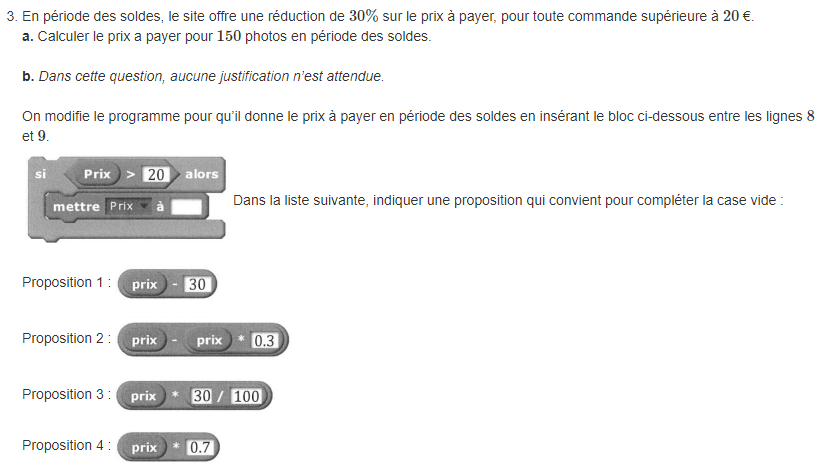 3. En période des soldes, le site offre une réduction de 30% sur le prix à payer, pour toute commande supérieure à 20 €.
a. Calculer le prix a payer pour 150 photos en période des soldes.
b. Dans cette question, aucune justification n'est attendue.
On modifie le programme pour qu'il donne le prix à payer en période des soldes en insérant le bloc ci-dessous entre les lignes 8
et 9.
si Prix > 20 alors
mettre Prix à
Dans la liste suivante, indiquer une proposition qui convient pour compléter la case vide :
Proposition 1 : prix - 30
Proposition 2 : prix - prix * 0.3
Proposition 3 : prix * 30 / 100
Proposition 4 : prix * 0.7